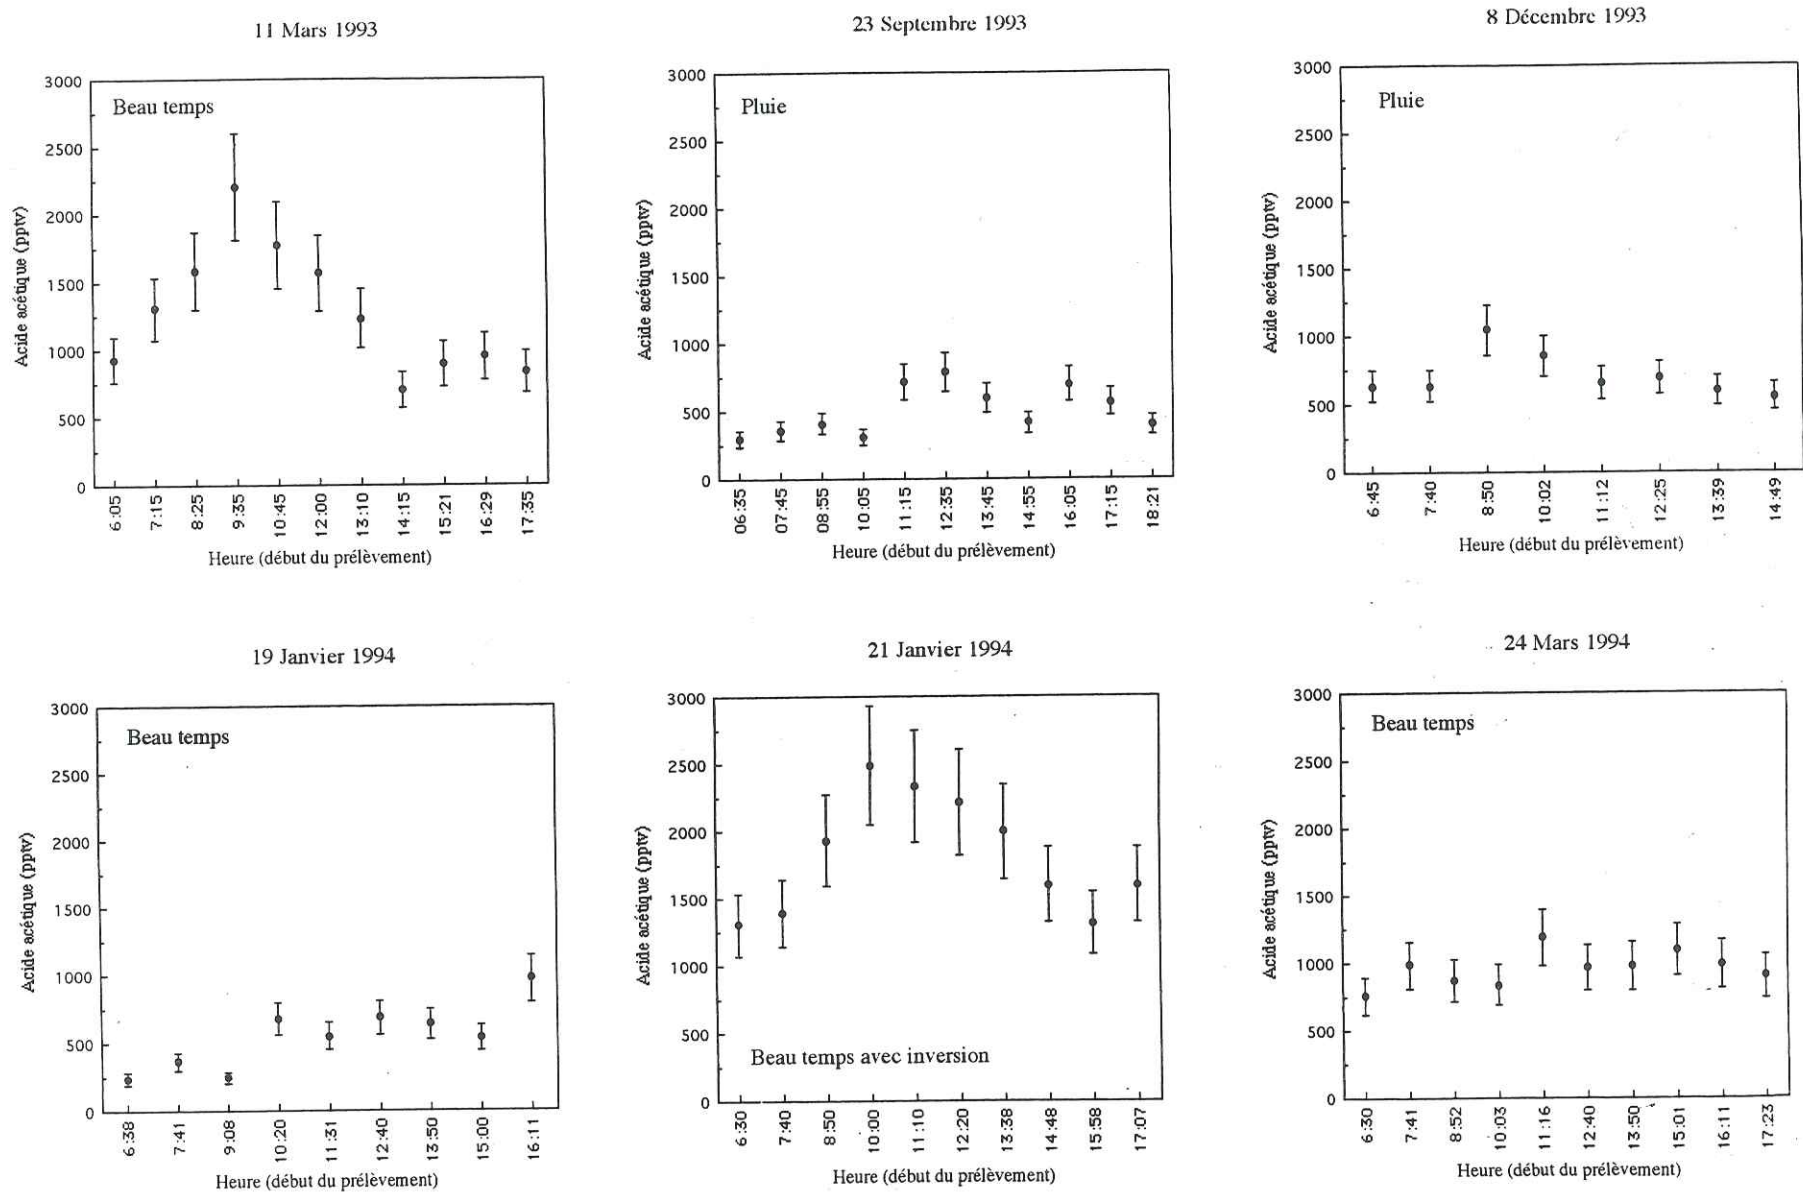 11 Mars 1993
3000
2500
2000
1500
1000
500
0
Acide acétique (pptv)
Beau temps
6:05 7:15 8:25 9:35 10:45 12:00 13:10 14:15 15:21 16:29 17:35
Heure (début du prélèvement)
23 Septembre 1993
3000
2500
2000
1500
1000
500
0
Acide acétique (pptv)
Pluie
06:35 07:45 08:55 10:05 11:15 12:35 13:45 14:55 16:05 17:15 18:21
Heure (début du prélèvement)
8 Décembre 1993
3000
2500
2000
1500
1000
500
0
Acide acétique (pptv)
Pluie
6:45 7:40 8:50 10:02 11:12 12:25 13:39 14:49
Heure (début du prélèvement)
19 Janvier 1994
3000
2500
2000
1500
1000
500
0
Acide acétique (pptv)
Beau temps
6:38 7:41 9:08 10:20 11:31 12:40 13:50 15:00 16:11
Heure (début du prélèvement)
21 Janvier 1994
3000
2500
2000
1500
1000
500
0
Acide acétique (pptv)
Beau temps avec inversion
6:30 7:40 8:50 10:00 11:10 12:20 13:38 14:48 15:58 17:07
Heure (début du prélèvement)
24 Mars 1994
3000
2500
2000
1500
1000
500
0
Acide acétique (pptv)
Beau temps
6:30 7:41 8:52 10:03 11:16 12:40 13:50 15:01 16:11 17:23
Heure (début du prélèvement)